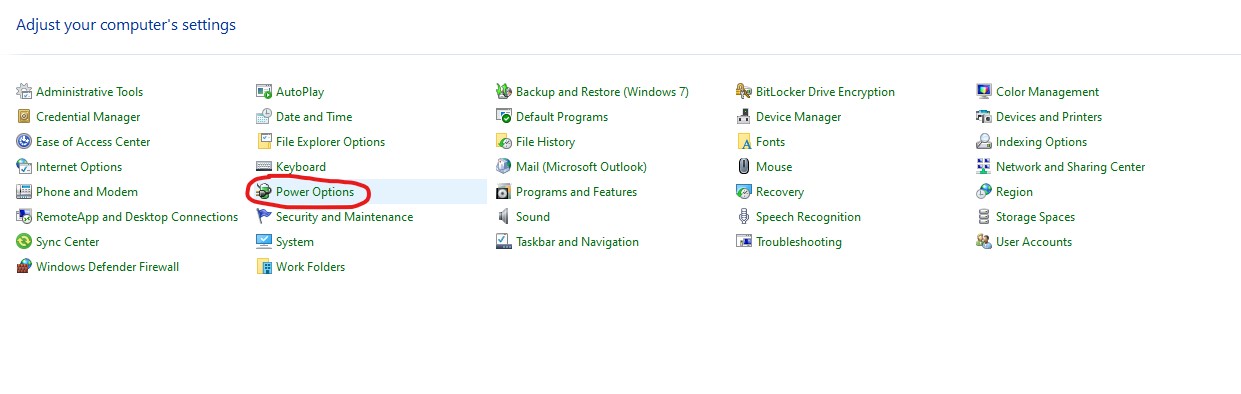 Adjust your computer's settings
Administrative Tools
AutoPlay
Backup and Restore (Windows 7)
BitLocker Drive Encryption
Color Management
Credential Manager
Date and Time
Default Programs
Device Manager
Devices and Printers
Ease of Access Center
File Explorer Options
File History
Fonts
Indexing Options
Internet Options
Keyboard
Mail (Microsoft Outlook)
Mouse
Network and Sharing Center
Phone and Modem
Power Options
Programs and Features
Recovery
Region
RemoteApp and Desktop Connections
Security and Maintenance
Sound
Speech Recognition
Storage Spaces
Sync Center
System
Taskbar and Navigation
Troubleshooting
User Accounts
Windows Defender Firewall
Work Folders